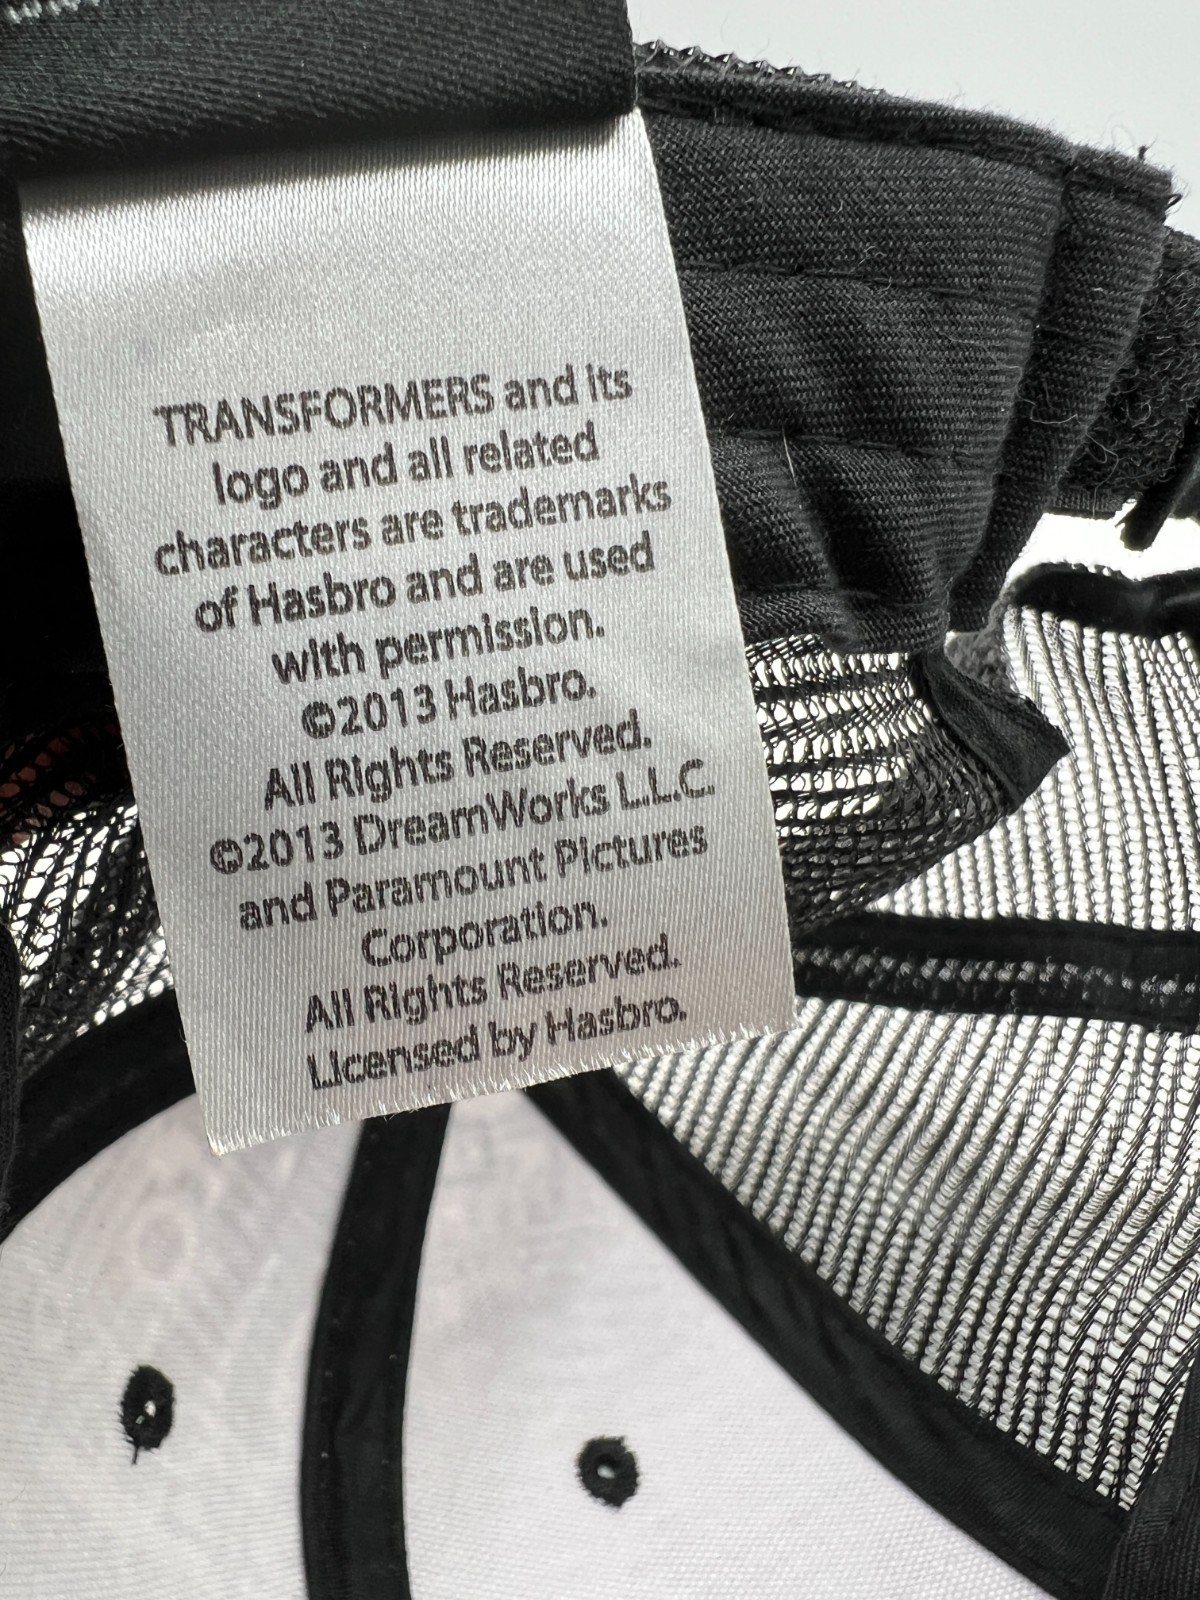 TRANSFORMERS and its
logo and all related
characters are trademarks
of Hasbro and are used
with permission.
©2013 Hasbro.
All Rights Reserved.
©2013 DreamWorks L.L.C.
and Paramount Pictures
Corporation.
All Rights Reserved.
Licensed by Hasbro.